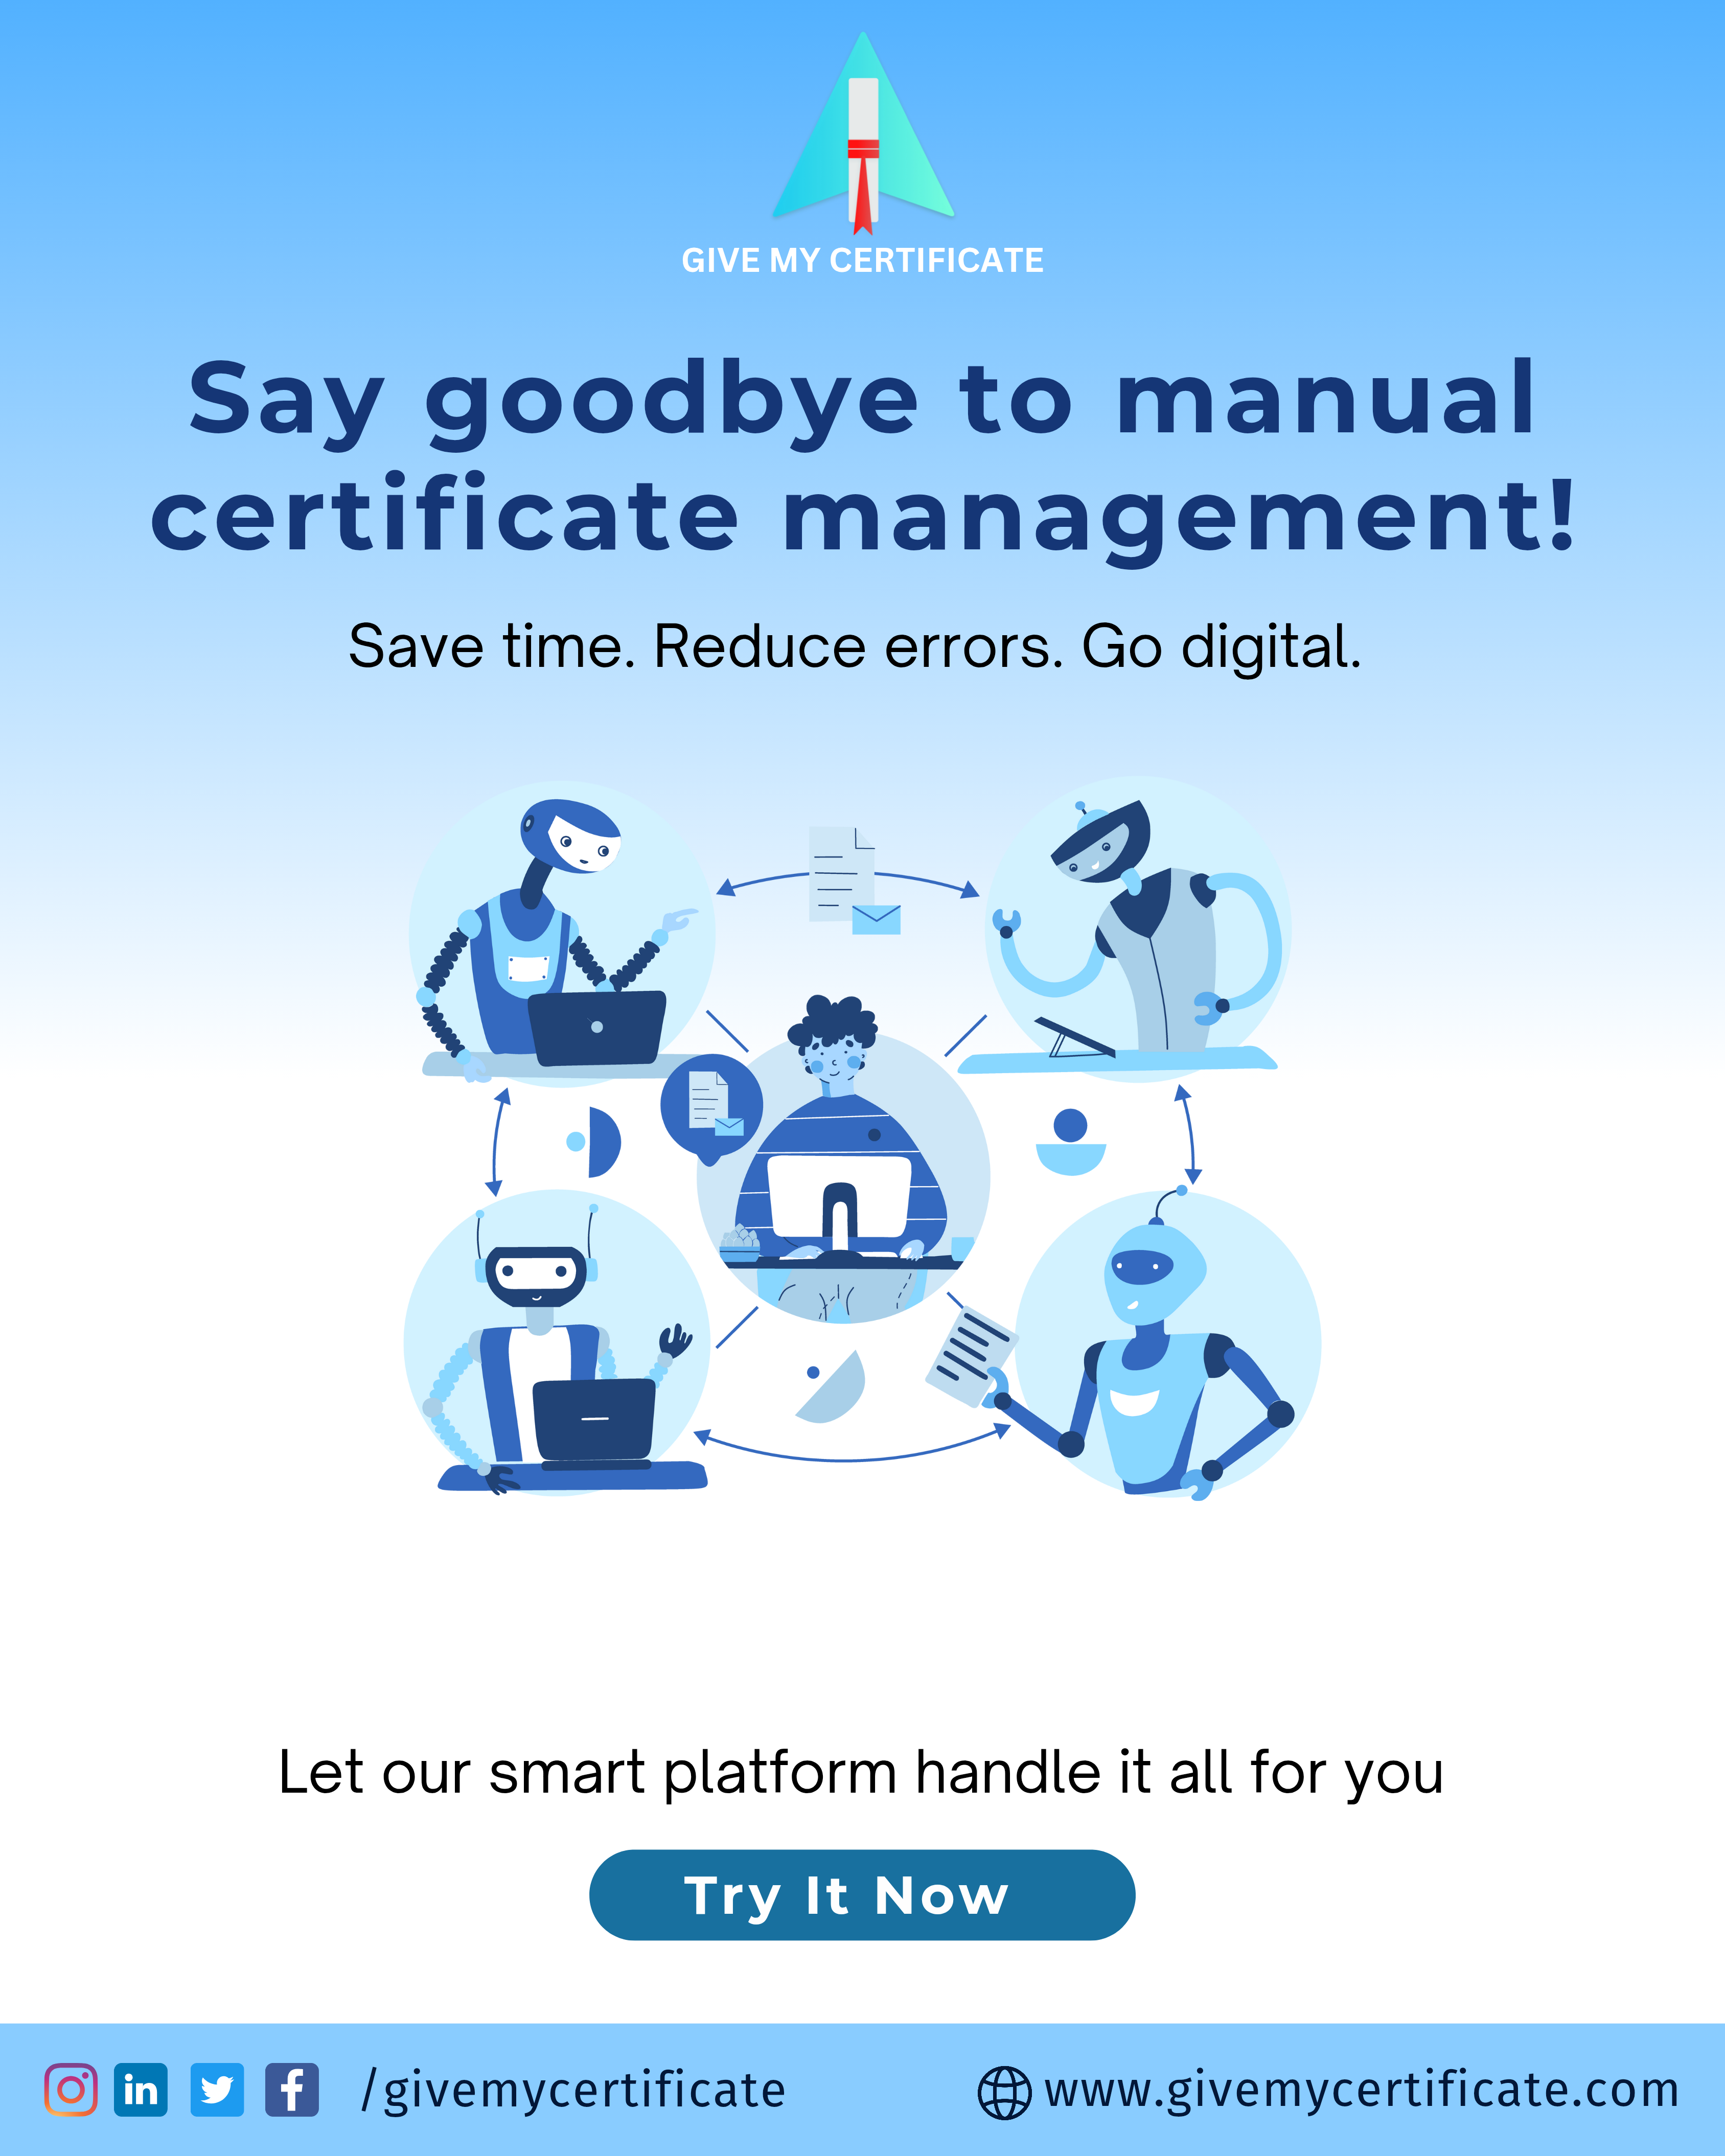 GIVE MY CERTIFICATE
Say goodbye to manual
certificate management!
Save time. Reduce errors. Go digital.
Let our smart platform handle it all for you
Try It Now
/givemycertificate
www.givemycertificate.com